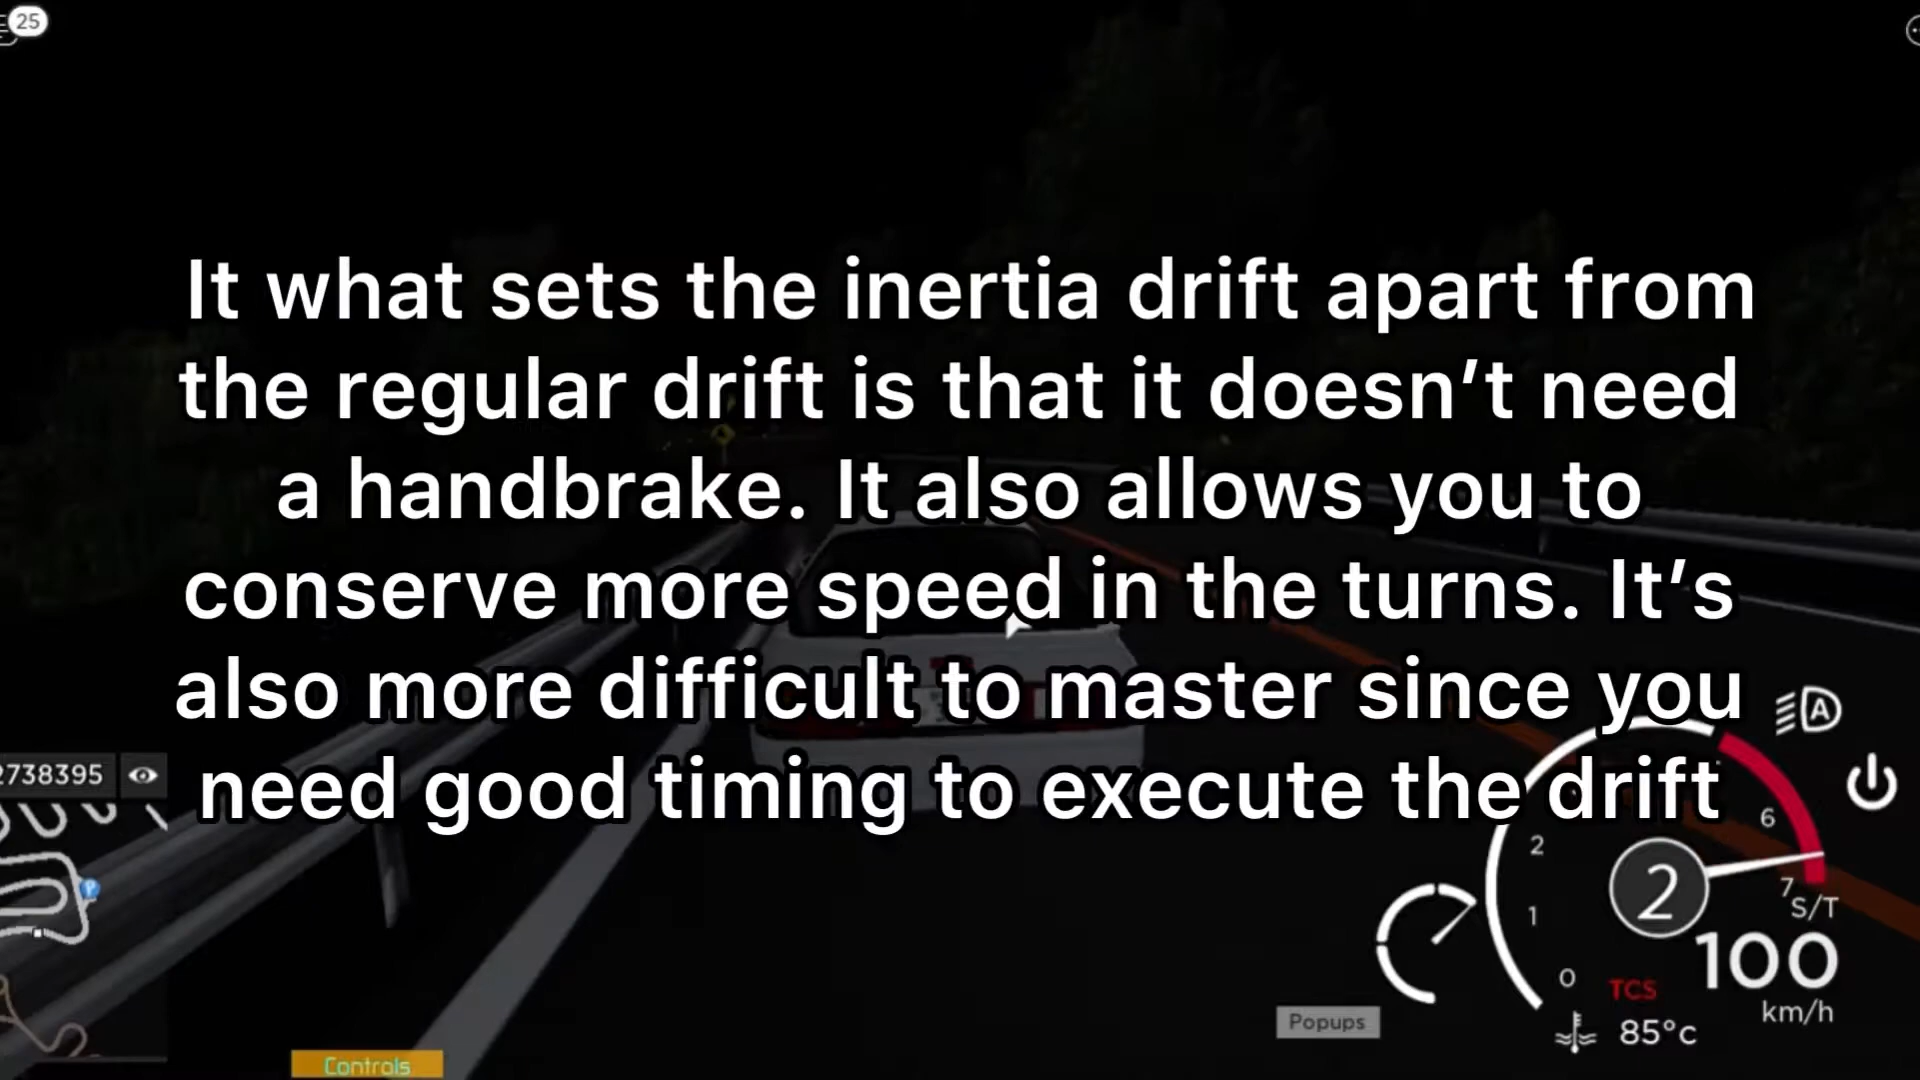 25
It what sets the inertia drift apart from
the regular drift is that it doesn’t need
a handbrake. It also allows you to
conserve more speed in the turns. It’s
also more difficult to master since you
need good timing to execute the drift
A
2738395
P
6
2
2
7
1
S/T
100
0
TCS
km/h
Popups
85°c
Controls